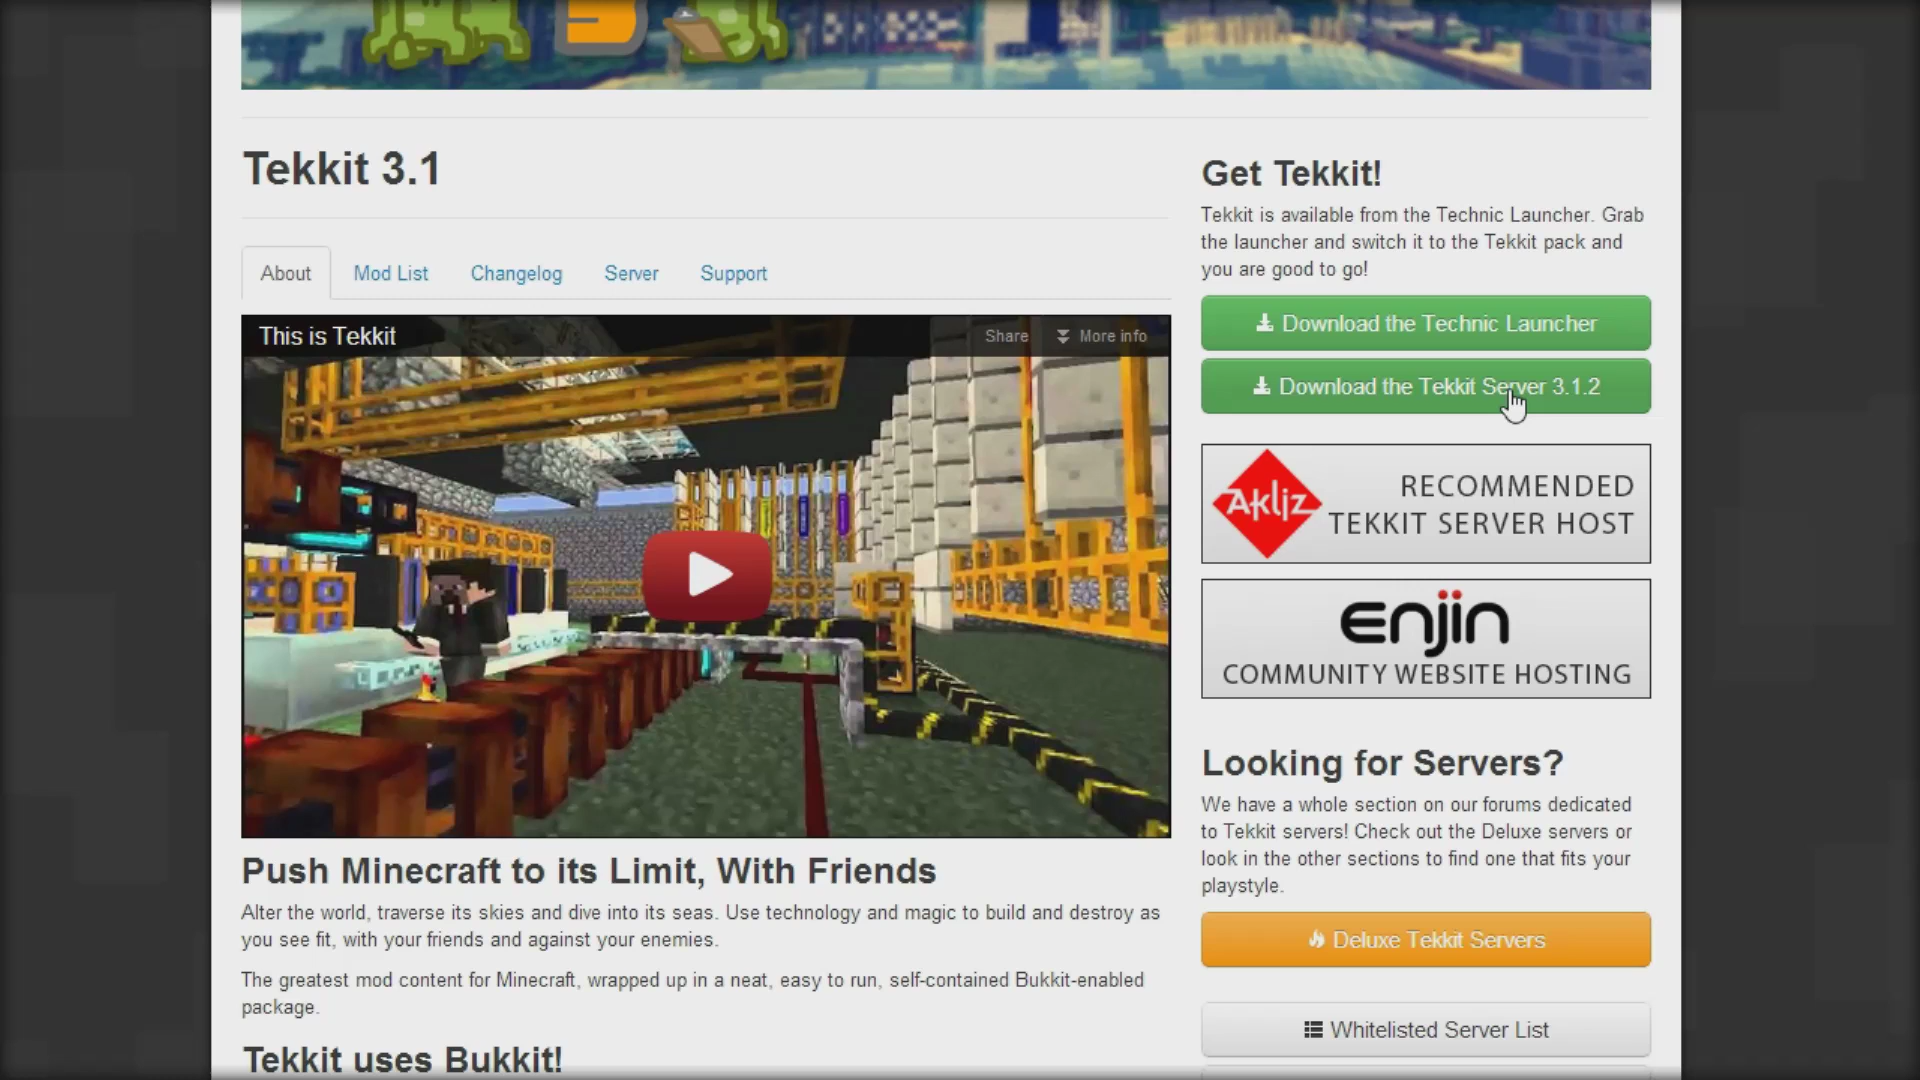 Tekkit 3.1
About
Mod List
Changelog
Server
Support
This is Tekkit
Share
More info
Push Minecraft to its Limit, With Friends
Alter the world, traverse its skies and dive into its seas. Use technology and magic to build and destroy as
you see fit, with your friends and against your enemies.
The greatest mod content for Minecraft, wrapped up in a neat, easy to run, self-contained Bukkit-enabled
package.
Tekkit uses Bukkit!
Get Tekkit!
Tekkit is available from the Technic Launcher. Grab
the launcher and switch it to the Tekkit pack and
you are good to go!
Download the Technic Launcher
Download the Tekkit Server 3.1.2
Akliz
RECOMMENDED
TEKKIT SERVER HOST
enjin
COMMUNITY WEBSITE HOSTING
Looking for Servers?
We have a whole section on our forums dedicated
to Tekkit servers! Check out the Deluxe servers or
look in the other sections to find one that fits your
playstyle.
Deluxe Tekkit Servers
Whitelisted Server List